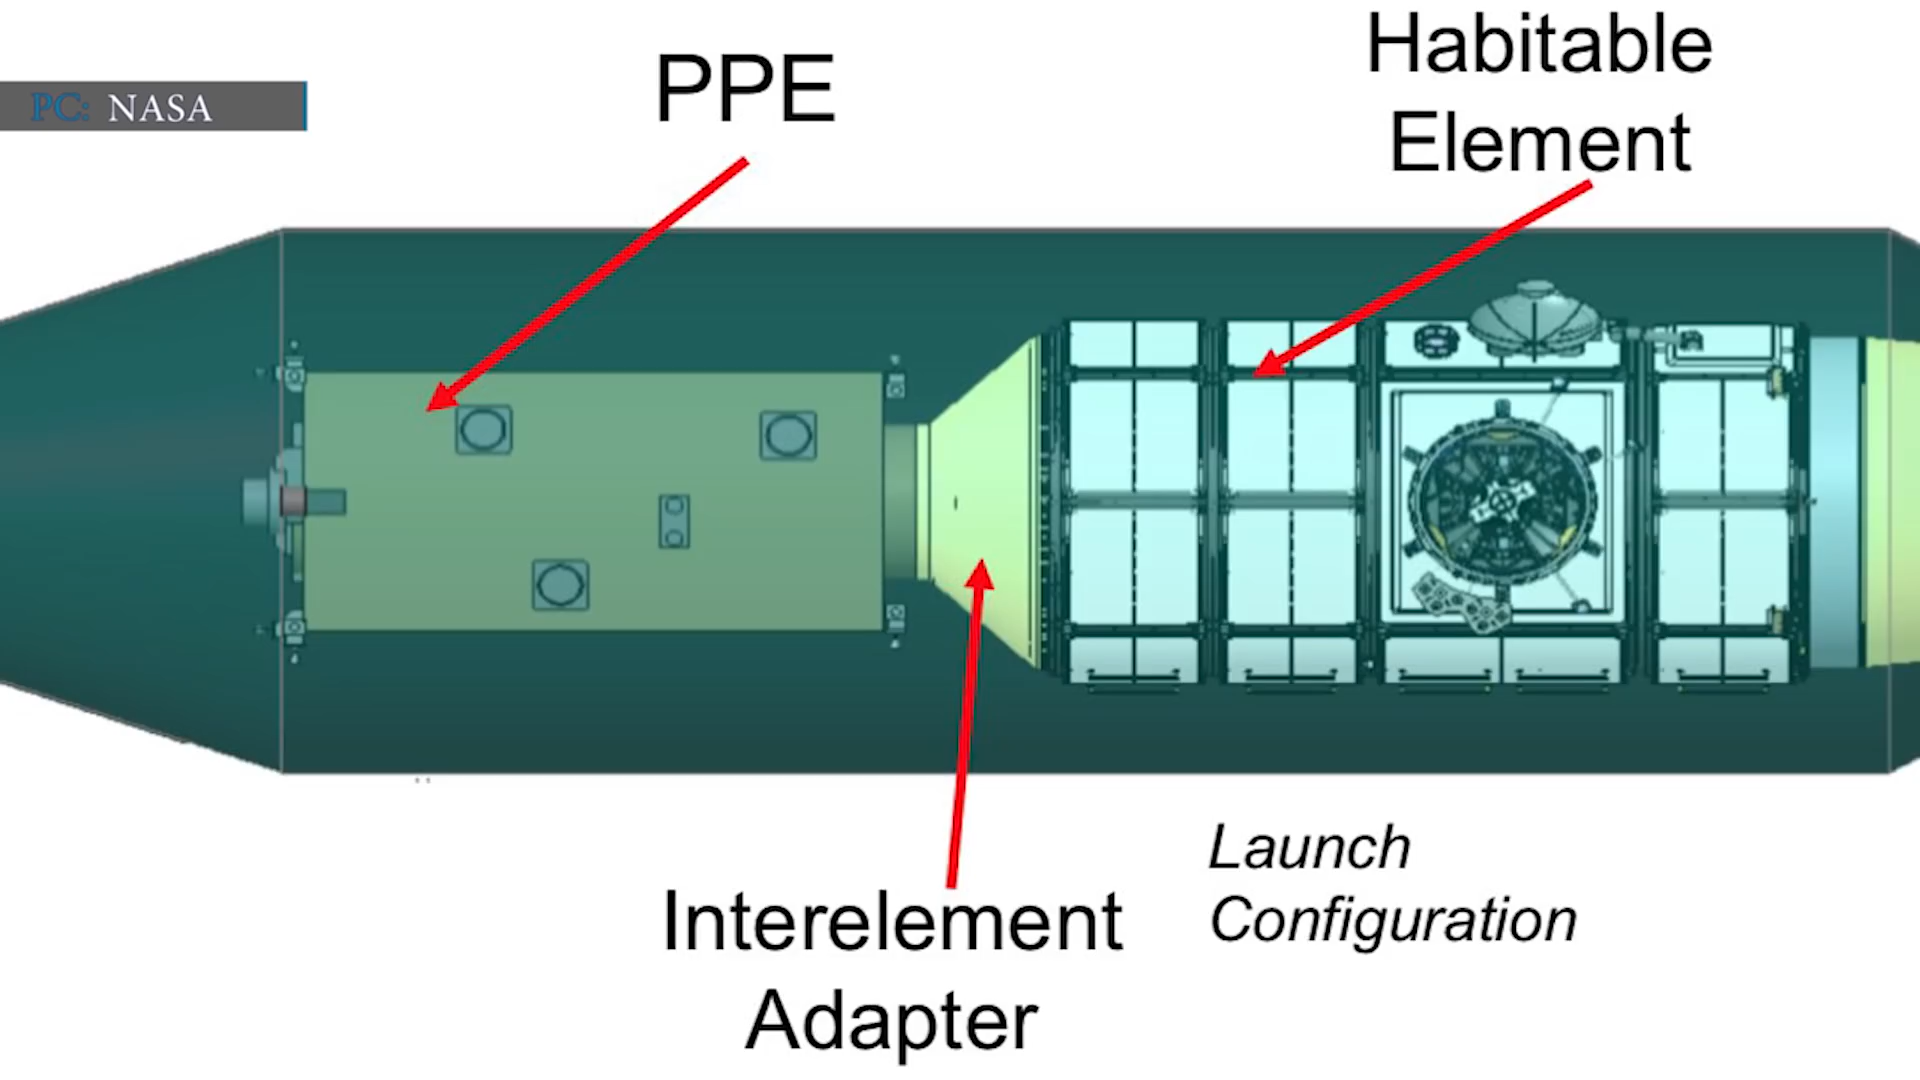 PPE
Habitable
Element
PC: NASA
Interelement
Adapter
Launch
Configuration